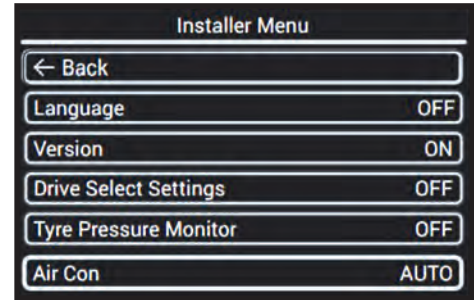 Installer Menu
← Back
Language OFF
Version ON
Drive Select Settings OFF
Tyre Pressure Monitor OFF
Air Con AUTO